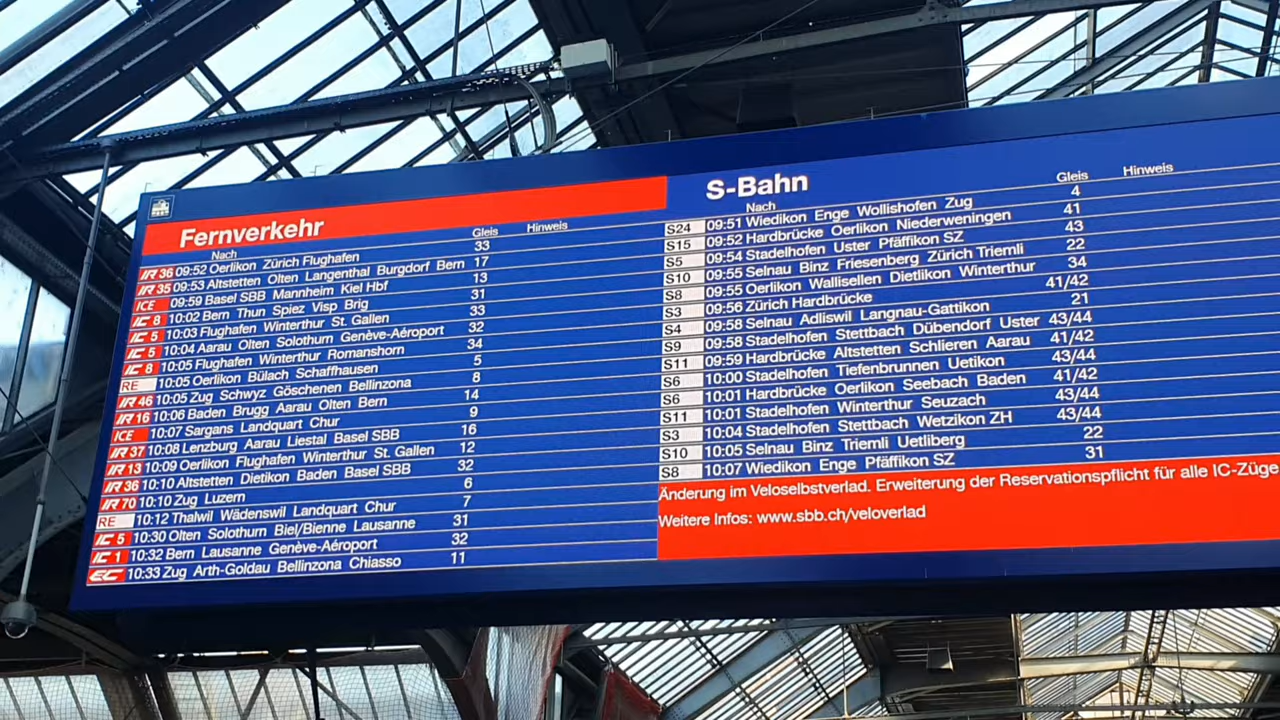 Fernverkehr
Nach Gleis Hinweis
IR 36 09:52 Oerlikon Zürich Flughafen 33
IR 35 09:53 Altstetten Olten Langenthal Burgdorf Bern 17
ICE 09:59 Basel SBB Mannheim Kiel Hbf 13
IC 8 10:02 Bern Thun Spiez Visp Brig 31
IC 5 10:03 Flughafen Winterthur St. Gallen 33
IC 5 10:04 Aarau Olten Solothurn Genève-Aéroport 32
IC 8 10:05 Flughafen Winterthur Romanshorn 34
RE 10:05 Oerlikon Bülach Schaffhausen 5
IR 46 10:05 Zug Schwyz Göschenen Bellinzona 8
IR 16 10:06 Baden Brugg Aarau Olten Bern 14
ICE 10:07 Sargans Landquart Chur 9
IR 37 10:08 Lenzburg Aarau Liestal Basel SBB 16
IR 13 10:09 Oerlikon Flughafen Winterthur St. Gallen 12
IR 36 10:10 Altstetten Dietikon Baden Basel SBB 32
IR 70 10:10 Zug Luzern 6
RE 10:12 Thalwil Wädenswil Landquart Chur 7
IC 5 10:30 Olten Solothurn Biel/Bienne Lausanne 31
IC 1 10:32 Bern Lausanne Genève-Aéroport 32
EC 10:33 Zug Arth-Goldau Bellinzona Chiasso 11
S-Bahn
Nach Gleis Hinweis
S24 09:51 Wiedikon Enge Wollishofen Zug 4
S15 09:52 Hardbrücke Oerlikon Niederweningen 41
S5 09:54 Stadelhofen Uster Pfäffikon SZ 43
S10 09:55 Selnau Binz Friesenberg Zürich Triemli 22
S8 09:55 Oerlikon Wallisellen Dietlikon Winterthur 34
S3 09:56 Zürich Hardbrücke 41/42
S4 09:58 Selnau Adliswil Langnau-Gattikon 21
S9 09:58 Stadelhofen Stettbach Dübendorf Uster 43/44
S11 09:59 Hardbrücke Altstetten Schlieren Aarau 41/42
S6 10:00 Stadelhofen Tiefenbrunnen Uetikon 43/44
S6 10:01 Hardbrücke Oerlikon Seebach Baden 41/42
S11 10:01 Stadelhofen Winterthur Seuzach 43/44
S3 10:04 Stadelhofen Stettbach Wetzikon ZH 43/44
S10 10:05 Selnau Binz Triemli Uetliberg 22
S8 10:07 Wiedikon Enge Pfäffikon SZ 31
Änderung im Veloselbstverlad. Erweiterung der Reservationspflicht für alle IC-Züge
Weitere Infos: www.sbb.ch/veloverlad